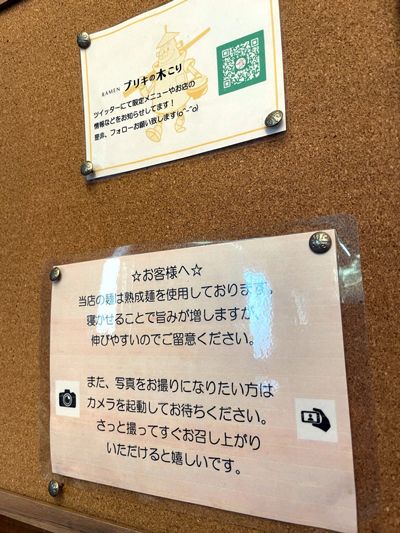 RAMEN ブリキの木こり
ツイッターにて限定メニューやお店の
情報などをお知らせしてます！
是非、フォローお願い致します(o^-^o)
☆お客様へ☆
当店の麺は熟成麺を使用しております。
寝かせることで旨みが増しますが、
伸びやすいのでご留意ください。
また、写真をお撮りになりたい方は
カメラを起動してお待ちください。
さっと撮ってすぐお召し上がり
いただけると嬉しいです。